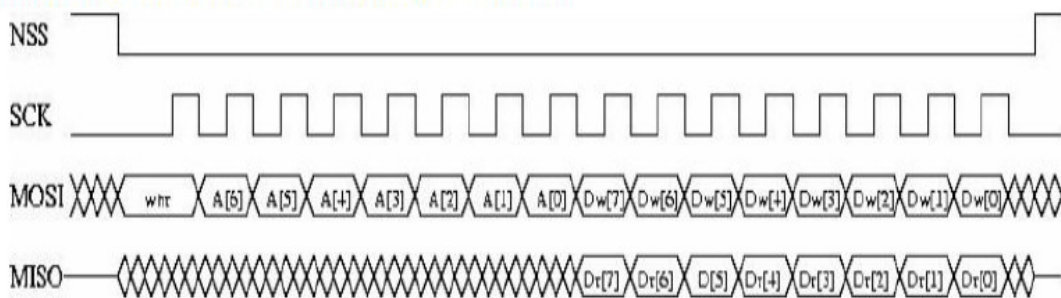 NSS
SCK
MOSI whr A[6] A[5] A[4] A[3] A[2] A[1] A[0] Dw[7] Dw[6] Dw[5] Dw[4] Dw[3] Dw[2] Dw[1] Dw[0]
MISO Dr[7] Dr[6] D[5] Dr[4] Dr[3] Dr[2] Dr[1] Dr[0]